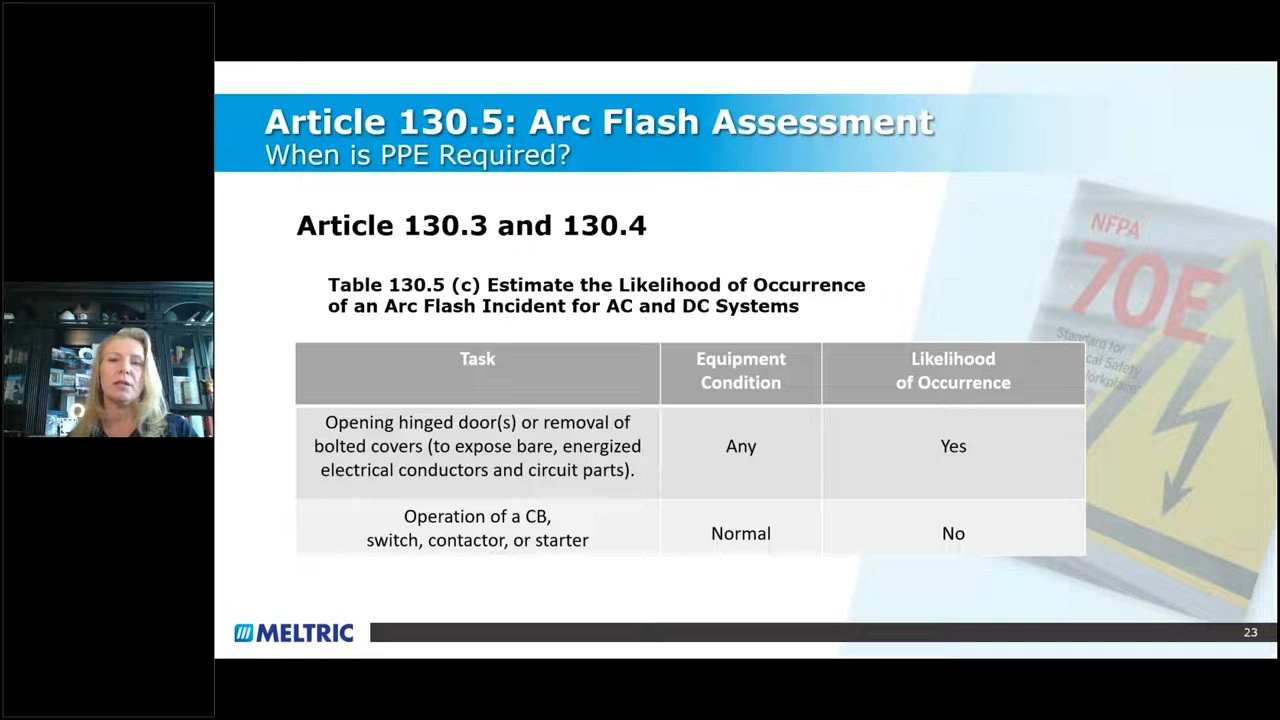 Article 130.5: Arc Flash Assessment
When is PPE Required?
Article 130.3 and 130.4
Table 130.5 (c) Estimate the Likelihood of Occurrence
of an Arc Flash Incident for AC and DC Systems
Task
Equipment
Condition
Likelihood
of Occurrence
Opening hinged door(s) or removal of
bolted covers (to expose bare, energized
electrical conductors and circuit parts).
Any
Yes
Operation of a CB,
switch, contactor, or starter
Normal
No
NFPA
70E
Standard for
Safety
MELTRIC
23